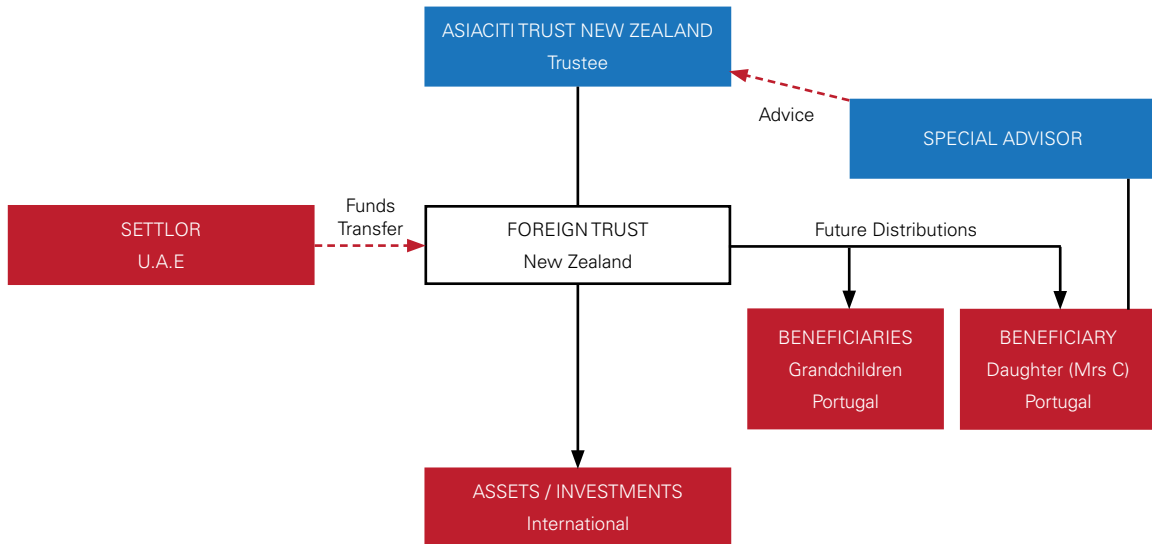 ASIACITI TRUST NEW ZEALAND
Trustee
Advice
SPECIAL ADVISOR
SETTLOR
U.A.E
Funds
Transfer
FOREIGN TRUST
New Zealand
Future Distributions
BENEFICIARIES
Grandchildren
Portugal
BENEFICIARY
Daughter (Mrs C)
Portugal
ASSETS / INVESTMENTS
International